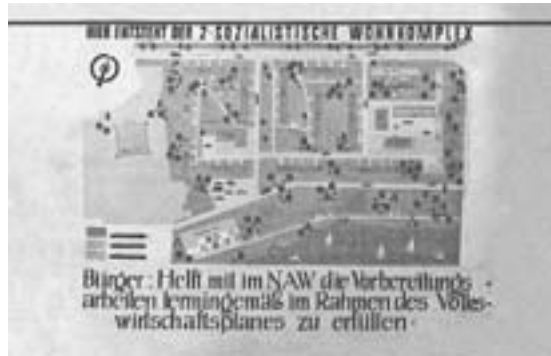 HIER ENTSTEHT DER 2. SOZIALISTISCHE WOHNKOMPLEX
Bürger: Helft mit im NAW die Vorbereitungs-
arbeiten termingemäß im Rahmen des Volks-
wirtschaftsplanes zu erfüllen.